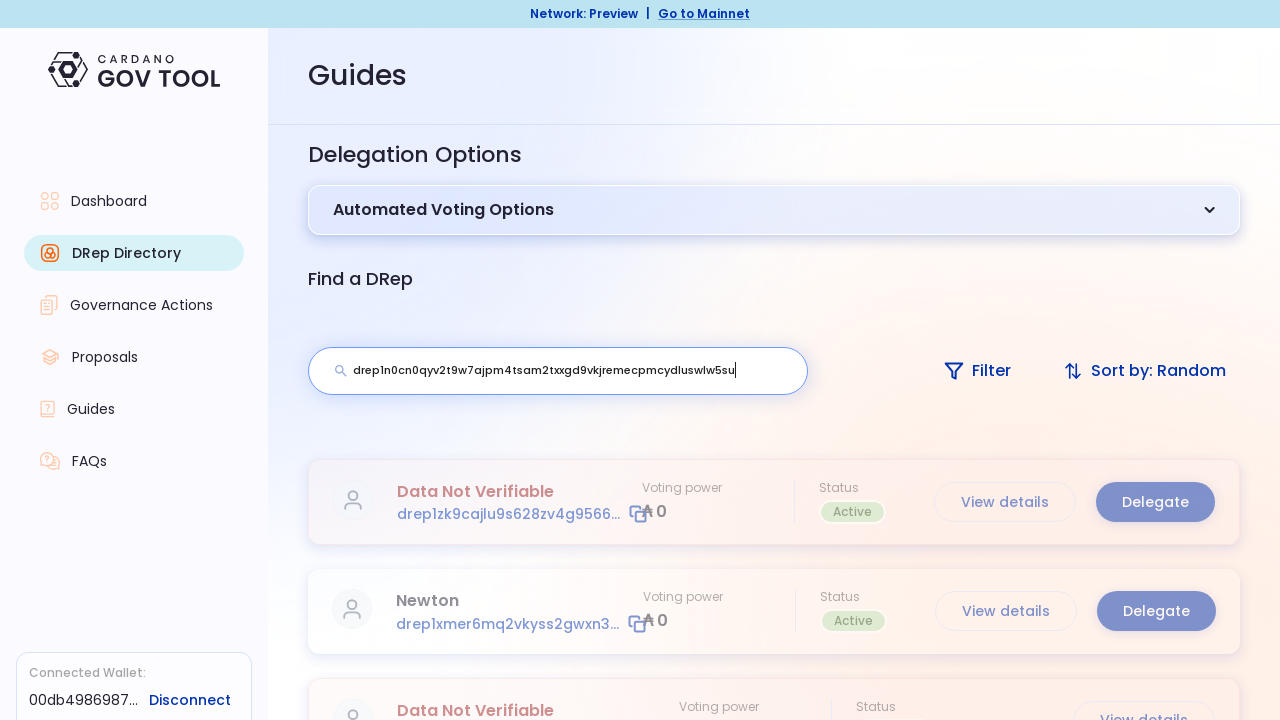 Network: Preview | Go to Mainnet
CARDANO
GOV TOOL
Dashboard
DRep Directory
Governance Actions
Proposals
Guides
FAQs
Connected Wallet:
00db4986987... Disconnect
Guides
Delegation Options
Automated Voting Options
Find a DRep
drep1n0cn0qyv2t9w7ajpm4tsam2txxgd9vkjremecpmcydluswlw5su
Filter
Sort by: Random
Data Not Verifiable
drep1zk9cajlu9s628zv4g9566...
Voting power
₳ 0
Status
Active
View details
Delegate
Newton
drep1xmer6mq2vkyss2gwxn3...
Voting power
₳ 0
Status
Active
View details
Delegate
Data Not Verifiable
Voting power
Status
View details